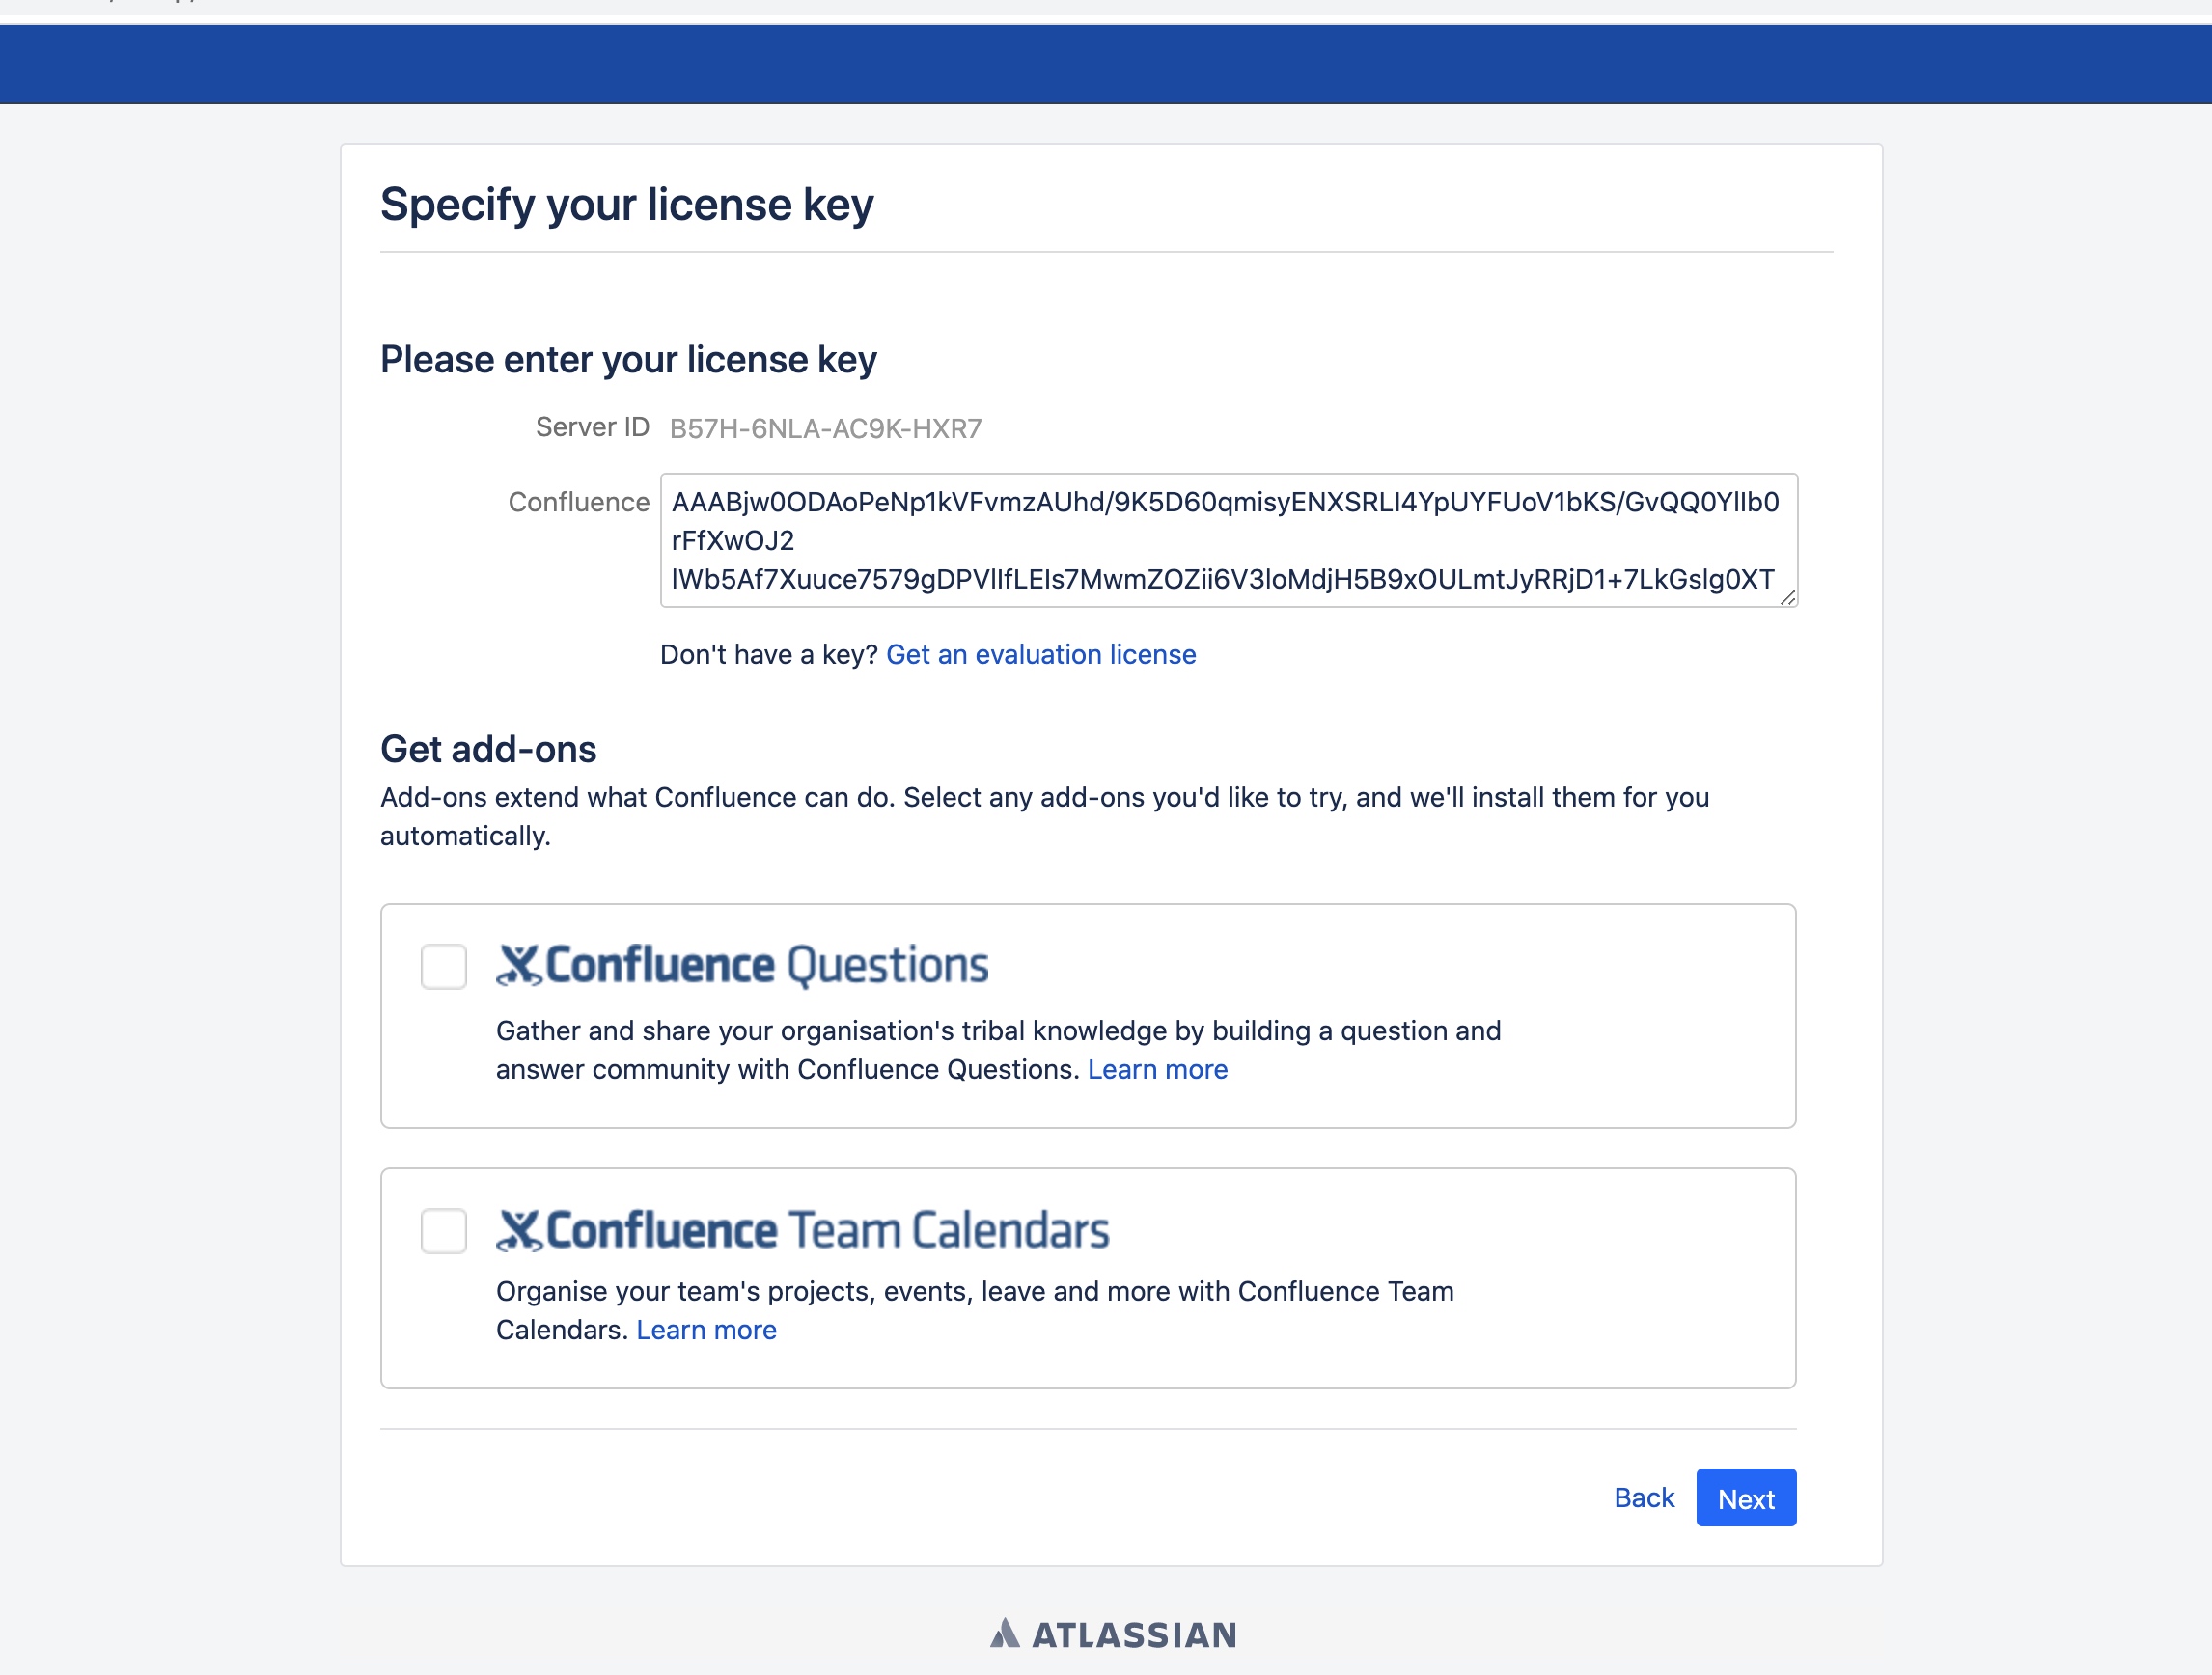 Specify your license key
Please enter your license key
Server ID B57H-6NLA-AC9K-HXR7
Confluence AAABjw0ODAoPeNp1kVFvmzAUhd/9K5D60qmisyENXSRLI4YpUYFUoV1bKS/GvQQ0YlIb0
rFfXwOJ2
lWb5Af7Xuuce7579gDPVlIfLEIs7MwmZOZii6V3loMdjH5B9xOULmtJyRRjD1+7LkGslg0XT
Don't have a key? Get an evaluation license
Get add-ons
Add-ons extend what Confluence can do. Select any add-ons you'd like to try, and we'll install them for you
automatically.
Confluence Questions
Gather and share your organisation's tribal knowledge by building a question and
answer community with Confluence Questions. Learn more
Confluence Team Calendars
Organise your team's projects, events, leave and more with Confluence Team
Calendars. Learn more
Back Next
ATLASSIAN